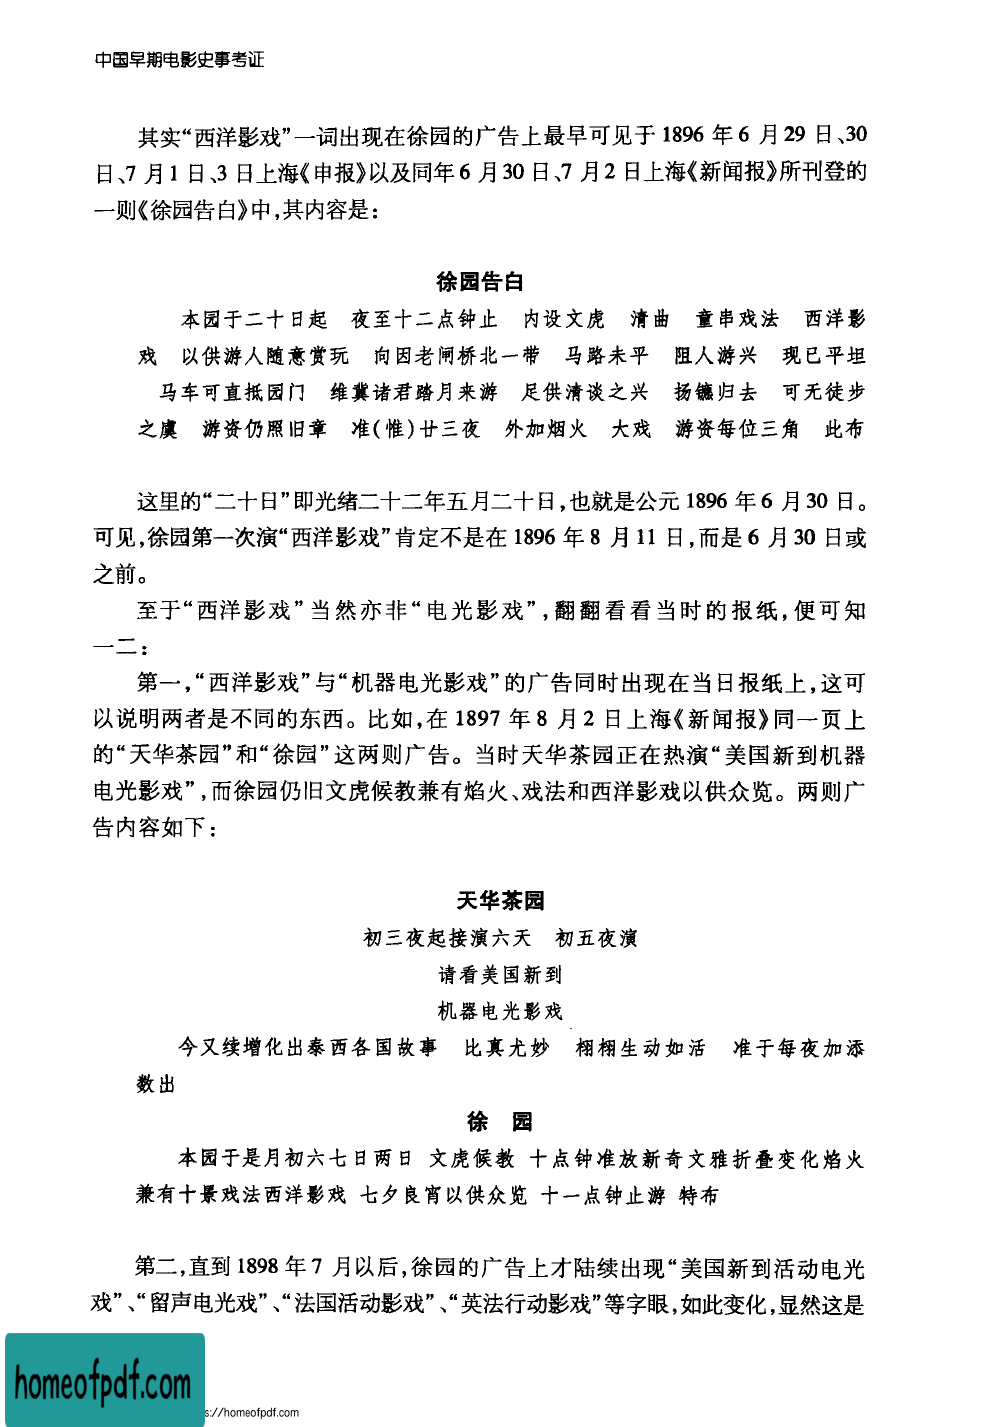 中国早期电影史事考证
其实“西洋影戏”一词出现在徐园的广告上最早可见于1896年6月29日、30
日、7月1日、3日上海《申报》以及同年6月30日、7月2日上海《新闻报》所刊登的
一则《徐园告白》中,其内容是:
徐园告白
本园于二十日起 夜至十二点钟止 内设文虎 清曲 童串戏法 西洋影
戏 以供游人随意赏玩 向因老闸桥北一带 马路未平 阻人游兴 现已平坦
马车可直抵园门 维冀诸君踏月来游 足供清谈之兴 扬镳归去 可无徒步
之虞 游资仍照旧章 准(惟)廿三夜 外加烟火 大戏 游资每位三角 此布
这里的“二十日”即光绪二十二年五月二十日,也就是公元1896年6月30日。
可见,徐园第一次演“西洋影戏”肯定不是在1896年8月11日,而是6月30日或
之前。
至于“西洋影戏”当然亦非“电光影戏”,翻翻看看当时的报纸,便可知
一二:
第一,“西洋影戏”与“机器电光影戏”的广告同时出现在当日报纸上,这可
以说明两者是不同的东西。比如,在1897年8月2日上海《新闻报》同一页上
的“天华茶园”和“徐园”这两则广告。当时天华茶园正在热演“美国新到机器
电光影戏”,而徐园仍旧文虎候教兼有焰火、戏法和西洋影戏以供众览。两则广
告内容如下:
天华茶园
初三夜起接演六天 初五夜演
请看美国新到
机器电光影戏
今又续增化出泰西各国故事 比真尤妙 栩栩生动如活 准于每夜加添
数出
徐 园
本园于是月初六七日两日 文虎候教 十点钟准放新奇文雅折叠变化焰火
兼有十景戏法西洋影戏 七夕良宵以供众览 十一点钟止游 特布
第二,直到1898年7月以后,徐园的广告上才陆续出现“美国新到活动电光
戏”、“留声电光戏”、“法国活动影戏”、“英法行动影戏”等字眼,如此变化,显然这是
homeofpdf.com
s://homeofpdf.com